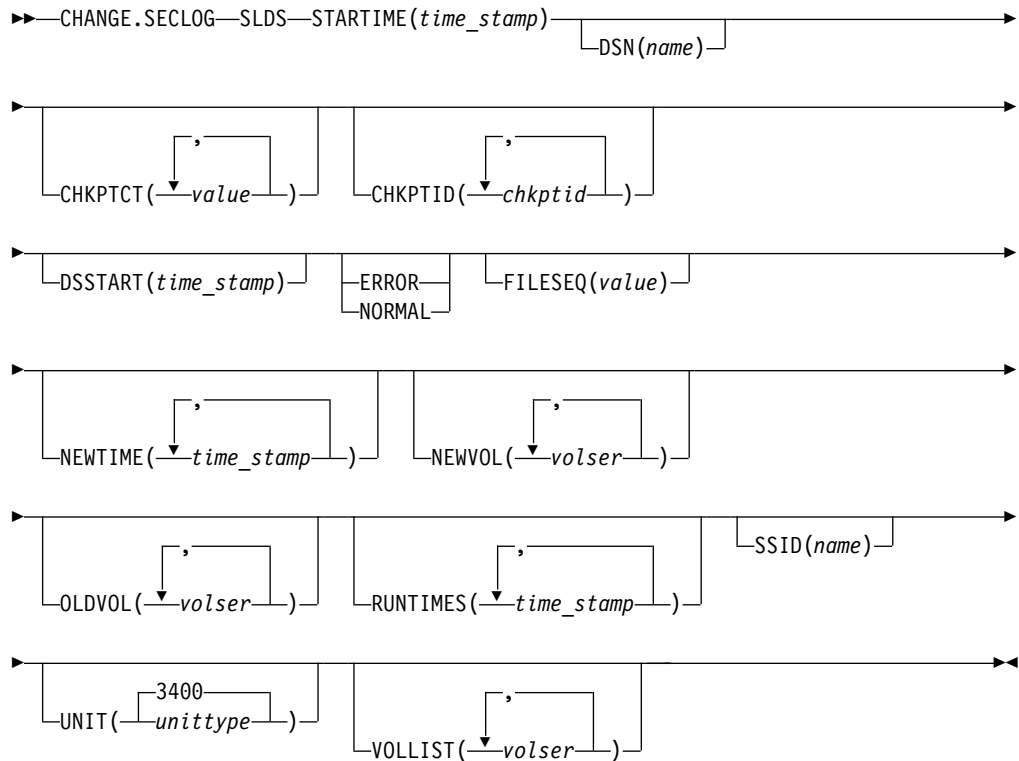 CHANGE.SECLOG SLDS STARTIME(time_stamp)
DSN(name)
, ,
CHKPTCT( value ) CHKPTID( chkptid )
DSSTART(time_stamp) ERROR FILESEQ(value)
NORMAL
, ,
NEWTIME( time_stamp ) NEWVOL( volser )
, , SSID(name)
OLDVOL( volser ) RUNTIMES( time_stamp )
3400 ,
UNIT( unittype ) VOLLIST( volser )